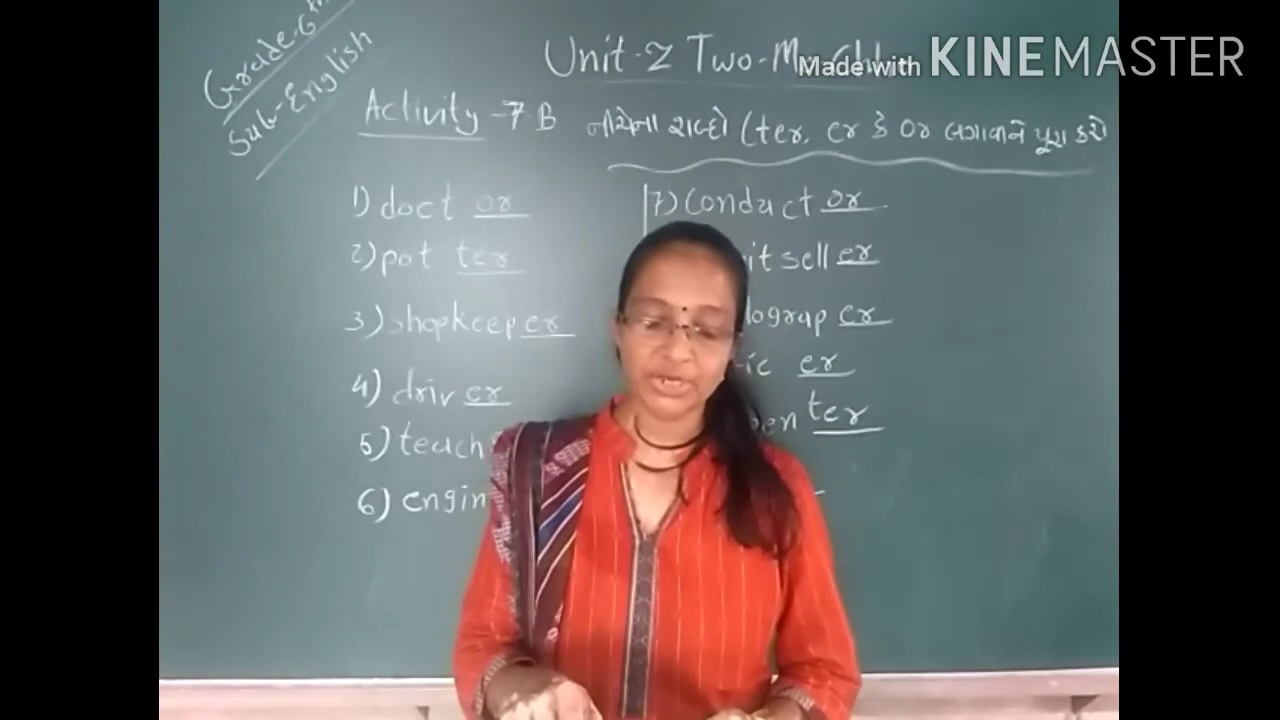 Grade-6th
Sub-English
Unit-2 Two-
Made with KINEMASTER
Activity-7 B નીચેના શબ્દો (ter, er કે or લગાવીને પૂરા કરો
1) doct or
2) pot ter
3) shopkeep er
4) driv er
5) teach
6) engin
7) Conduct or
it sell er
lograp er
ic er
pen ter